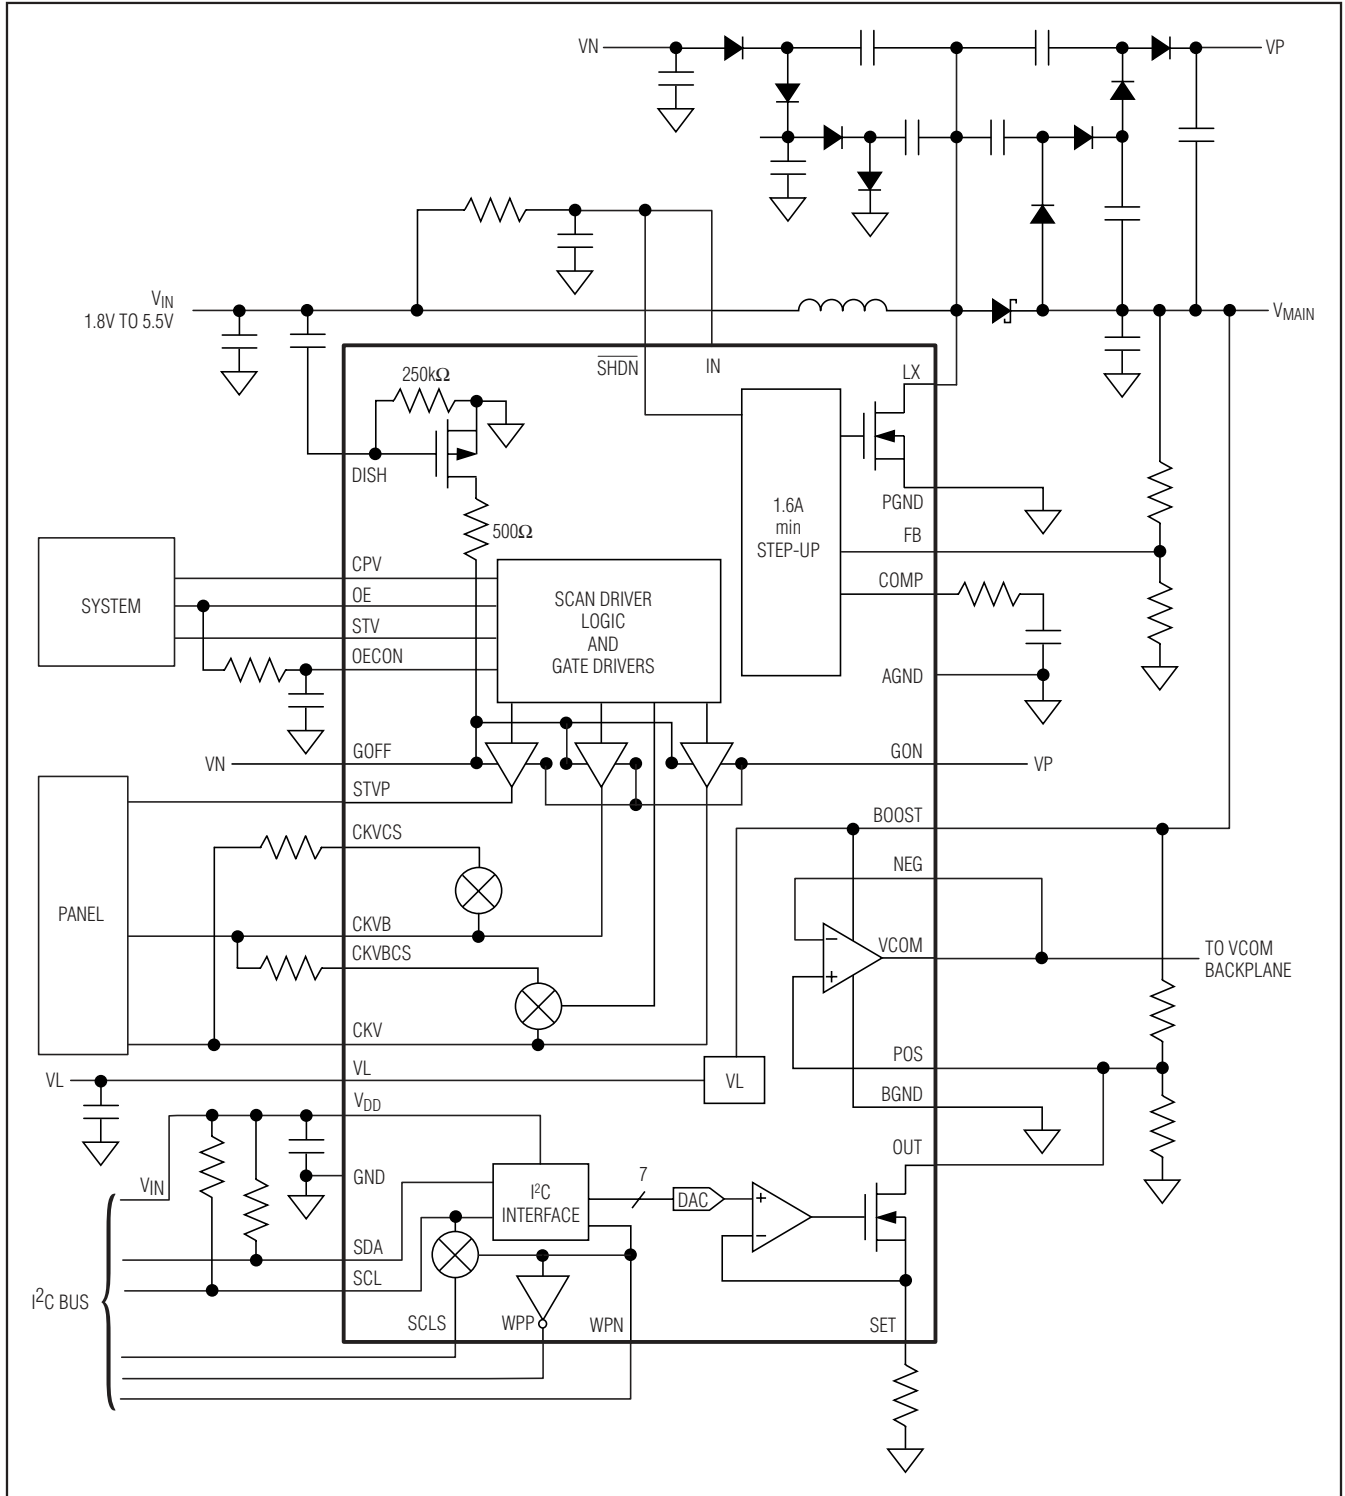 VN
VP
VIN
1.8V TO 5.5V
VMAIN
SHDN
IN
LX
250kΩ
DISH
500Ω
1.6A
min
STEP-UP
PGND
FB
COMP
AGND
SYSTEM
CPV
OE
STV
OECON
SCAN DRIVER
LOGIC
AND
GATE DRIVERS
VN
GOFF
GON
VP
STVP
BOOST
CKVCS
NEG
PANEL
CKVB
CKVBCS
VCOM
TO VCOM
BACKPLANE
−
+
CKV
POS
VL
VL
VL
VDD
BGND
OUT
GND
VIN
I2C
INTERFACE
7
DAC
+
−
SDA
SCL
I2C BUS
SCLS
WPP
WPN
SET